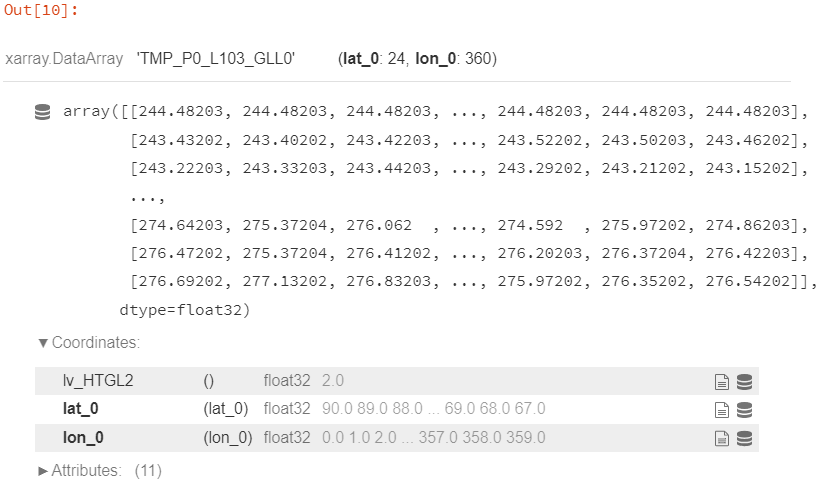 Out[10]:
xarray.DataArray 'TMP_P0_L103_GLL0' (lat_0: 24, lon_0: 360)
array([[244.48203, 244.48203, 244.48203, ..., 244.48203, 244.48203, 244.48203],
[243.43202, 243.40202, 243.42203, ..., 243.52202, 243.50203, 243.46202],
[243.22203, 243.33203, 243.44203, ..., 243.29202, 243.21202, 243.15202],
...,
[274.64203, 275.37204, 276.062 , ..., 274.592 , 275.97202, 274.86203],
[276.47202, 275.37204, 276.41202, ..., 276.20203, 276.37204, 276.42203],
[276.69202, 277.13202, 276.83203, ..., 275.97202, 276.35202, 276.54202]],
dtype=float32)
▼Coordinates:
lv_HTGL2 () float32 2.0
lat_0 (lat_0) float32 90.0 89.0 88.0 ... 69.0 68.0 67.0
lon_0 (lon_0) float32 0.0 1.0 2.0 ... 357.0 358.0 359.0
►Attributes: (11)